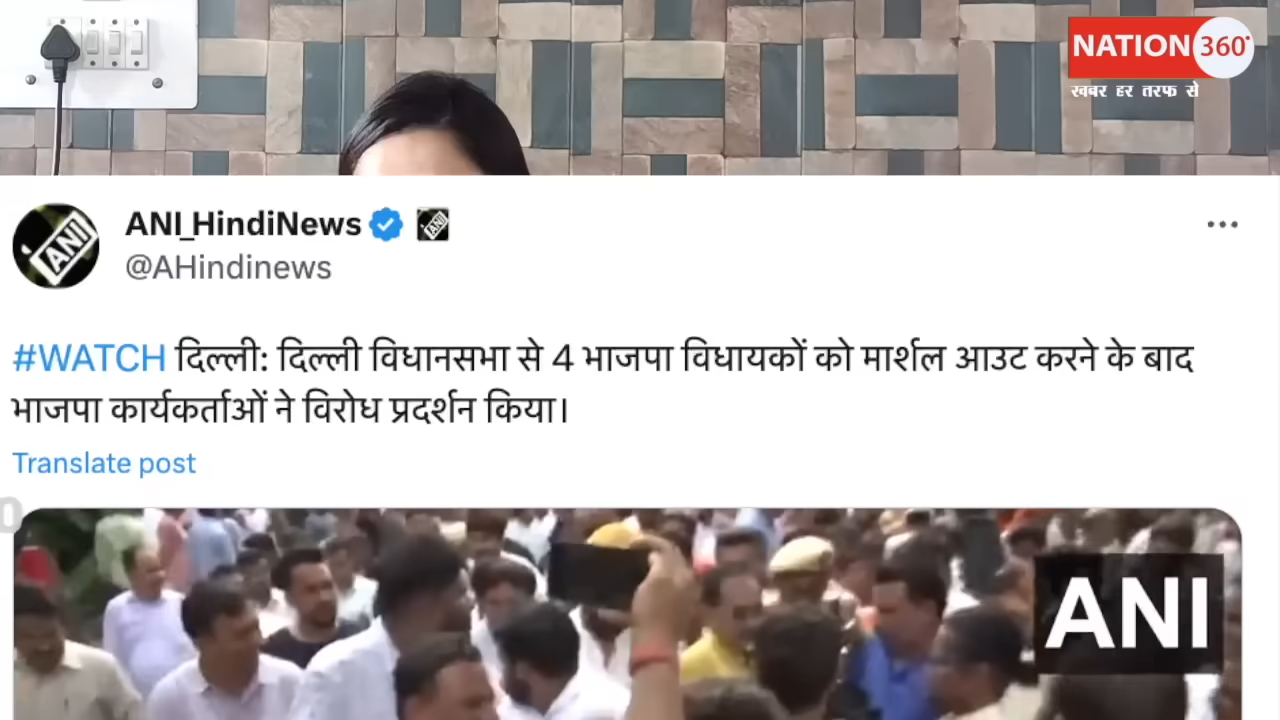 NATION 360°
खबर हर तरफ से
ANI_HindiNews
@AHindinews
#WATCH दिल्ली: दिल्ली विधानसभा से 4 भाजपा विधायकों को मार्शल आउट करने के बाद
भाजपा कार्यकर्ताओं ने विरोध प्रदर्शन किया।
Translate post
ANI